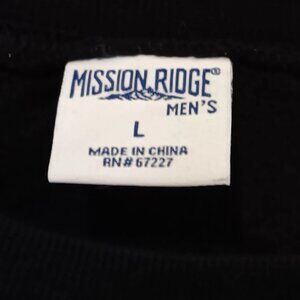 MISSION RIDGE®
MEN'S
L
MADE IN CHINA
RN# 67227